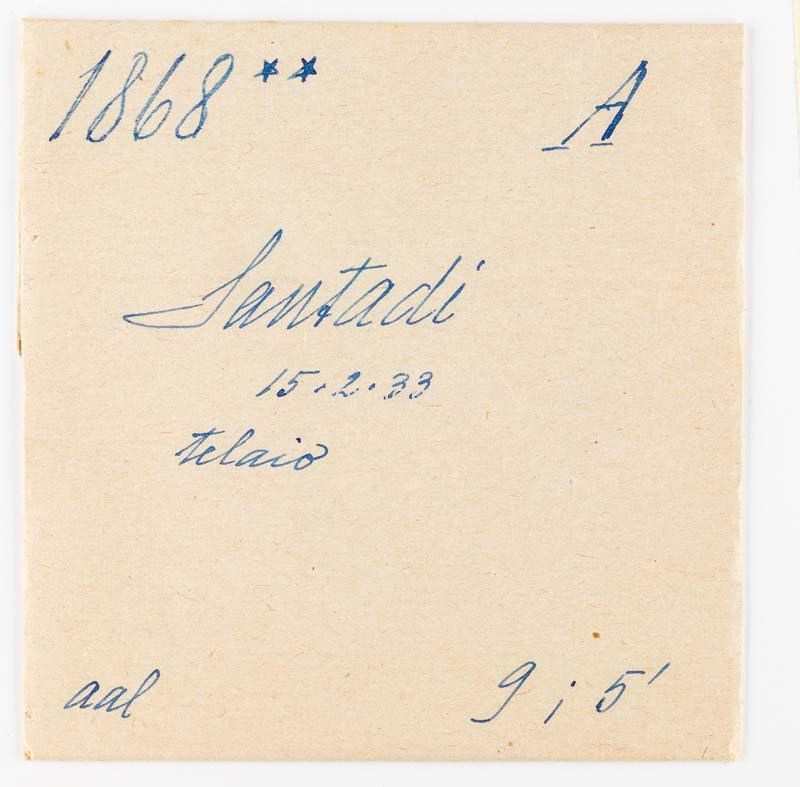 1868** A
Santadi
15.2.33
telaio
aal 9 ; 5'